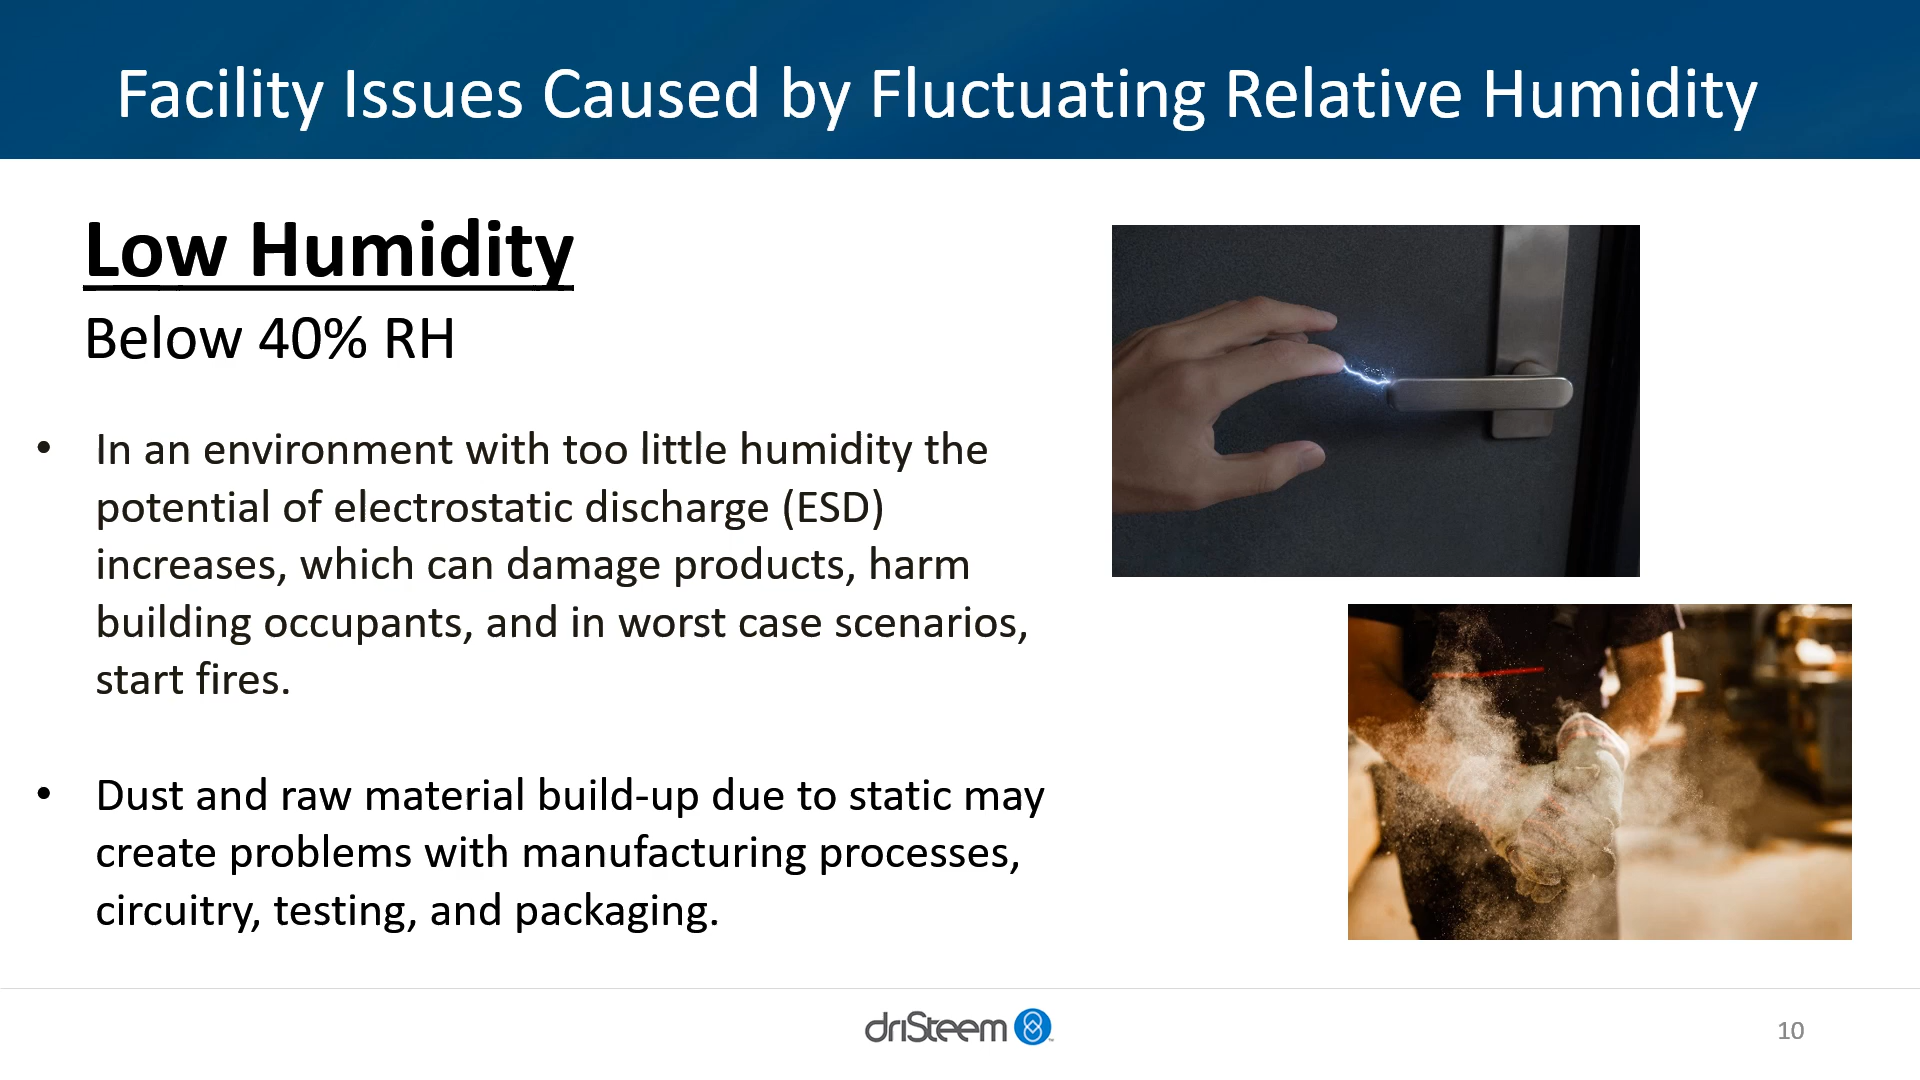 Facility Issues Caused by Fluctuating Relative Humidity
Low Humidity
Below 40% RH
• In an environment with too little humidity the
potential of electrostatic discharge (ESD)
increases, which can damage products, harm
building occupants, and in worst case scenarios,
start fires.
• Dust and raw material build-up due to static may
create problems with manufacturing processes,
circuitry, testing, and packaging.
driSteem
10